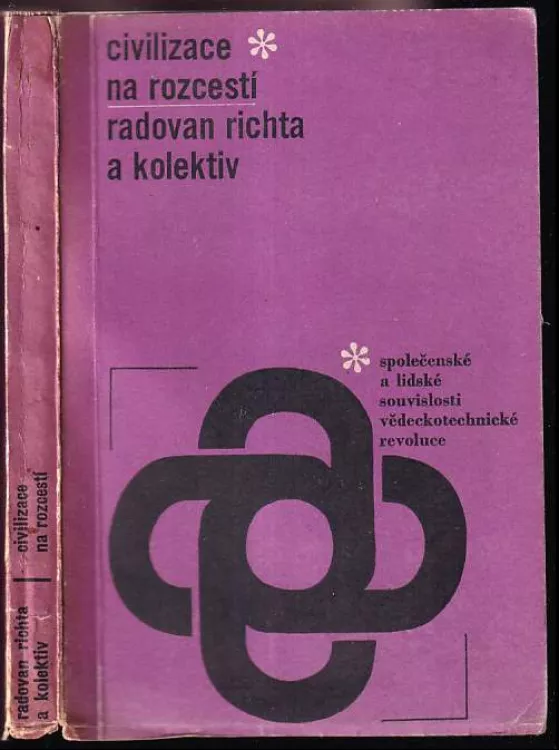 civilizace *
na rozcestí
radovan richta
a kolektiv
* společenské
a lidské
souvislosti
vědeckotechnické
revoluce
radovan richta
a kolektiv
civilizace
na rozcestí